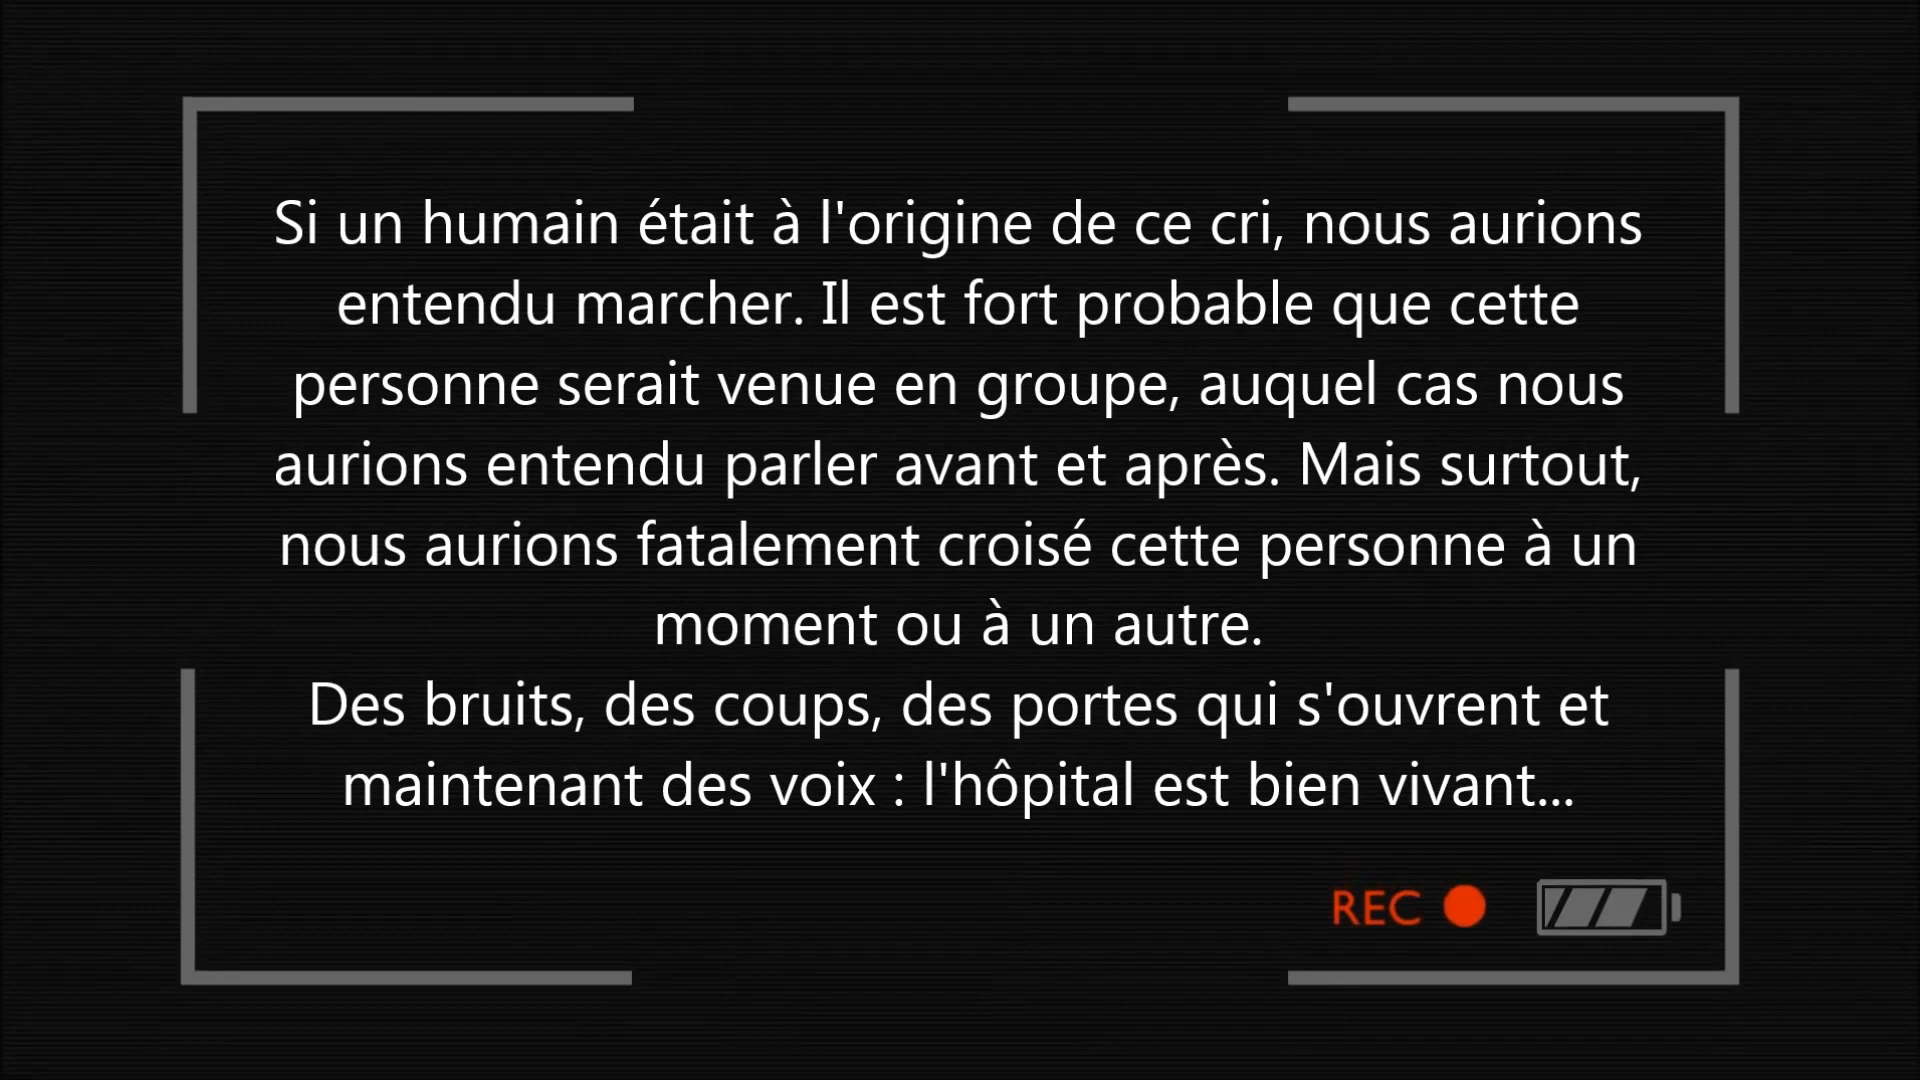 Si un humain était à l'origine de ce cri, nous aurions
entendu marcher. Il est fort probable que cette
personne serait venue en groupe, auquel cas nous
aurions entendu parler avant et après. Mais surtout,
nous aurions fatalement croisé cette personne à un
moment ou à un autre.
Des bruits, des coups, des portes qui s'ouvrent et
maintenant des voix : l'hôpital est bien vivant...
REC